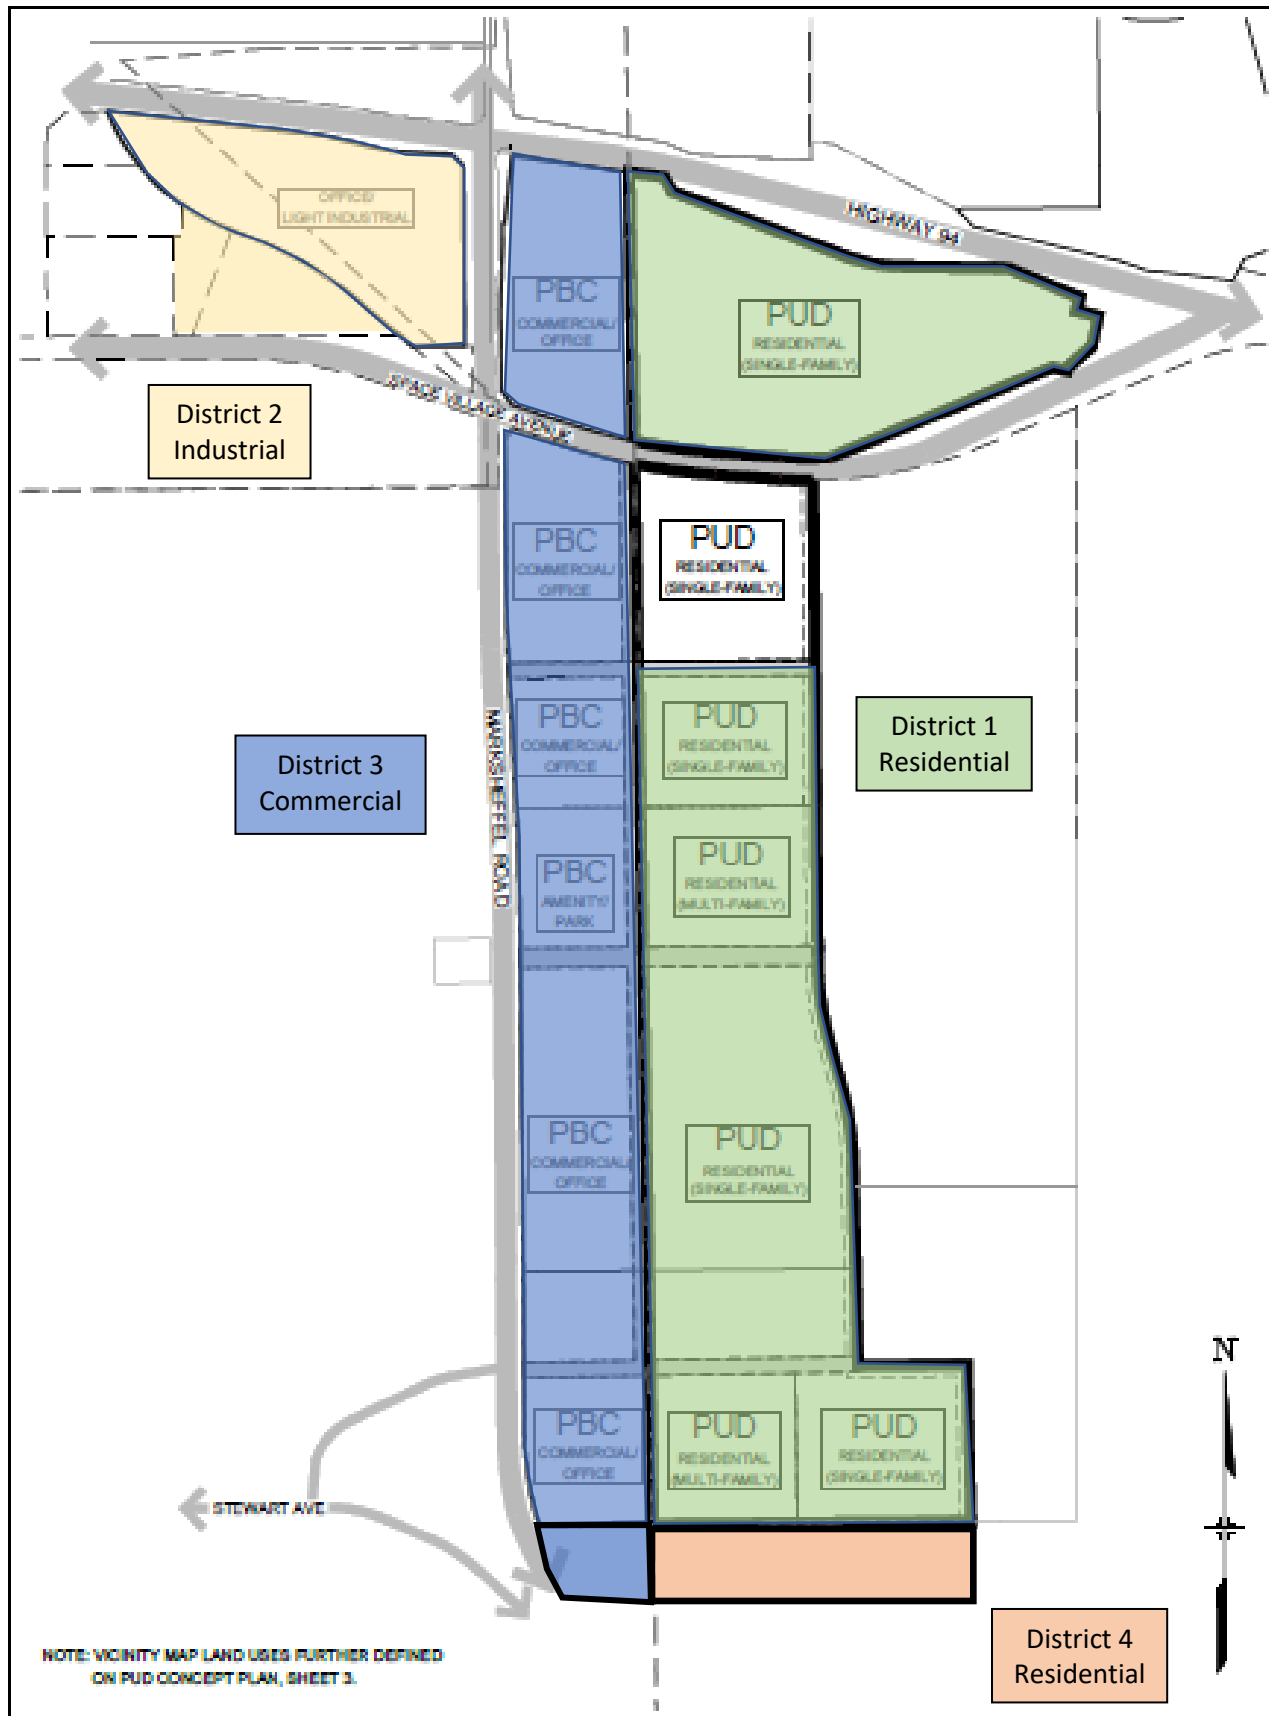 OFFICE/
LIGHT INDUSTRIAL
HIGHWAY 94
PBC
COMMERCIAL/
OFFICE
PUD
RESIDENTIAL
(SINGLE-FAMILY)
SPACE VILLAGE AVENUE
District 2
Industrial
PBC
COMMERCIAL/
OFFICE
PUD
RESIDENTIAL
(SINGLE-FAMILY)
MARKSHEFFEL ROAD
PBC
COMMERCIAL/
OFFICE
PUD
RESIDENTIAL
(SINGLE-FAMILY)
District 1
Residential
District 3
Commercial
PBC
AMENITY/
PARK
PUD
RESIDENTIAL
(MULTI-FAMILY)
PBC
COMMERCIAL/
OFFICE
PUD
RESIDENTIAL
(SINGLE-FAMILY)
N
PBC
COMMERCIAL/
OFFICE
PUD
RESIDENTIAL
(MULTI-FAMILY)
PUD
RESIDENTIAL
(SINGLE-FAMILY)
STEWART AVE
District 4
Residential
NOTE: VICINITY MAP LAND USES FURTHER DEFINED
ON PUD CONCEPT PLAN, SHEET 3.